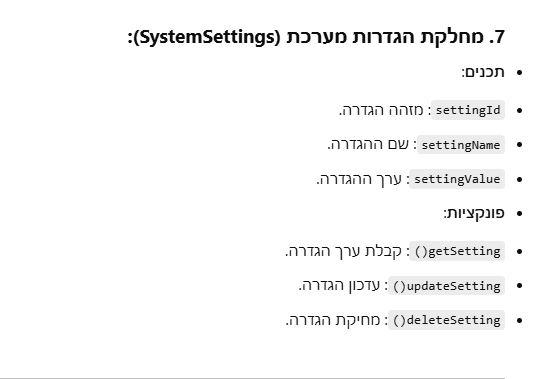 7. מחלקת הגדרות מערכת (SystemSettings):
• תכנים:
• settingId : מזהה הגדרה.
• settingName : שם ההגדרה.
• settingValue : ערך ההגדרה.
• פונקציות:
• getSetting() : קבלת ערך הגדרה.
• updateSetting() : עדכון הגדרה.
• deleteSetting() : מחיקת הגדרה.